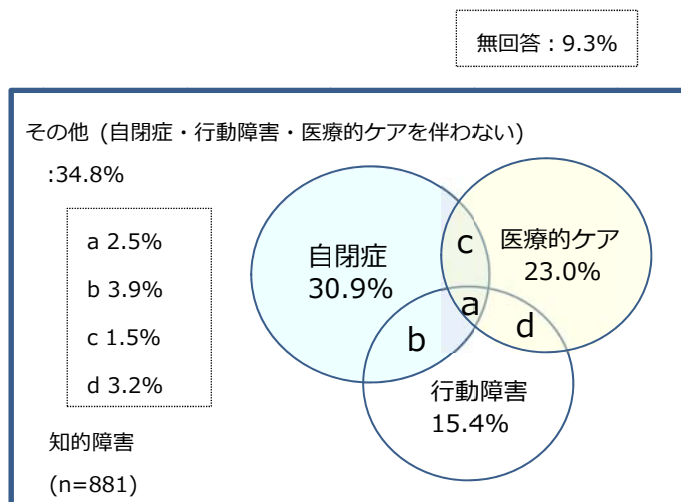 無回答：9.3%
その他 (自閉症・行動障害・医療的ケアを伴わない)
:34.8%
a 2.5%
b 3.9%
c 1.5%
d 3.2%
自閉症
30.9%
c
医療的ケア
23.0%
a
b
d
行動障害
15.4%
知的障害
(n=881)